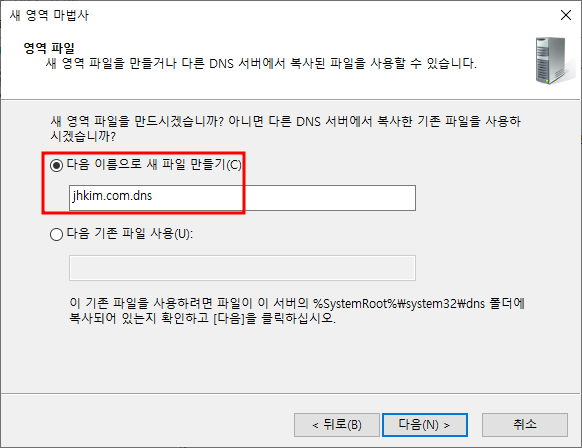 새 영역 마법사
영역 파일
새 영역 파일을 만들거나 다른 DNS 서버에서 복사된 파일을 사용할 수 있습니다.
새 영역 파일을 만드시겠습니까? 아니면 다른 DNS 서버에서 복사한 기존 파일을 사용하
시겠습니까?
다음 이름으로 새 파일 만들기(C)
jhkim.com.dns
다음 기존 파일 사용(U):
이 기존 파일을 사용하려면 파일이 이 서버의 %SystemRoot%₩system32₩dns 폴더에
복사되어 있는지 확인하고 [다음]을 클릭하십시오.
< 뒤로(B)
다음(N) >
취소